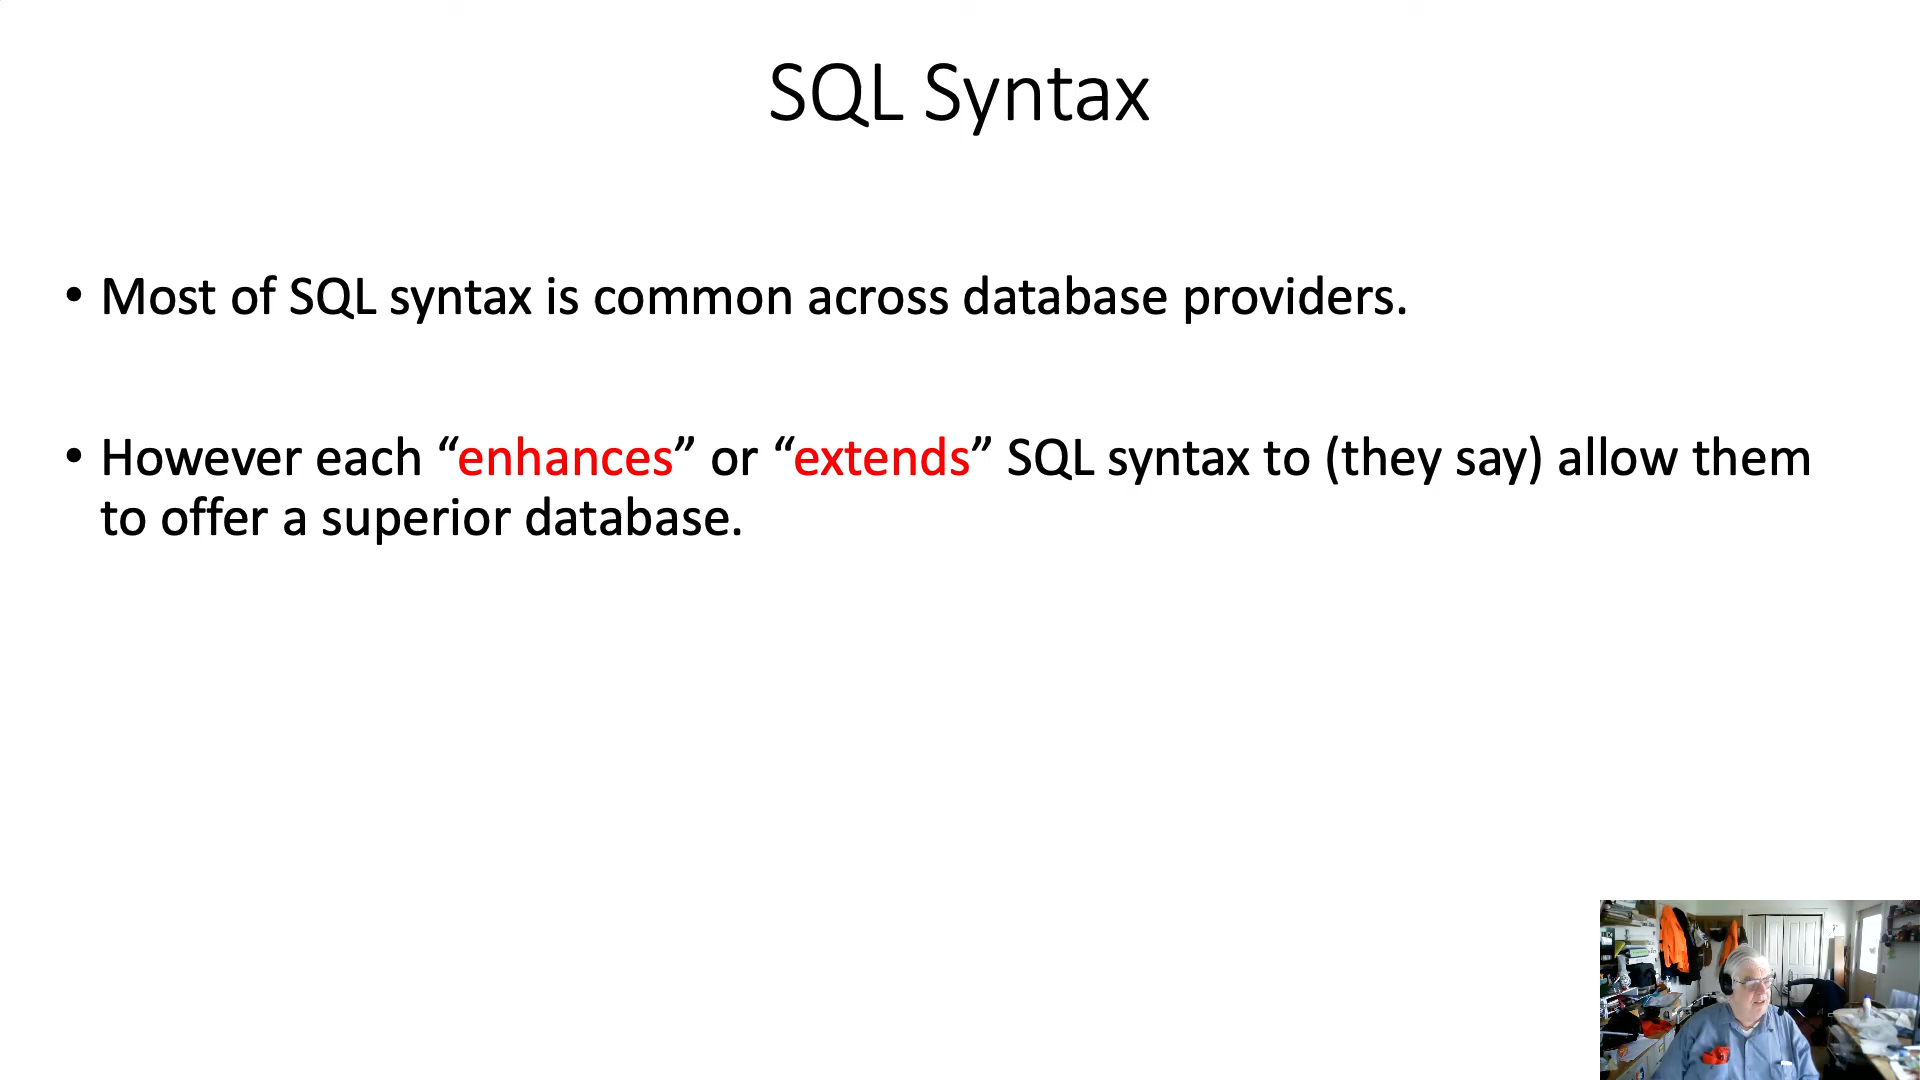 SQL Syntax
• Most of SQL syntax is common across database providers.
• However each “enhances” or “extends” SQL syntax to (they say) allow them
to offer a superior database.